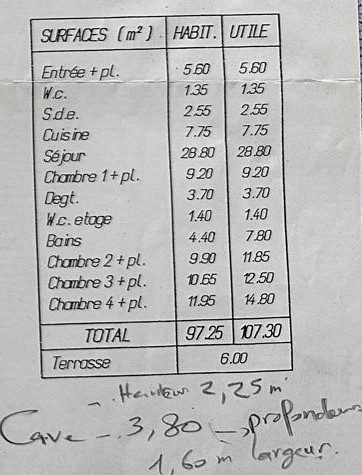 SURFACES (m²) HABIT. UTILE
Entrée + pl. 5.60 5.60
W.c. 1.35 1.35
S.d.e. 2.55 2.55
Cuisine 7.75 7.75
Séjour 28.80 28.80
Chambre 1 + pl. 9.20 9.20
Degt. 3.70 3.70
W.c. etage 1.40 1.40
Bains 4.40 7.80
Chambre 2 + pl. 9.90 11.85
Chambre 3 + pl. 10.65 12.50
Chambre 4 + pl. 11.95 14.80
TOTAL 97.25 107.30
Terrasse 6.00
- Hauteur 2,25 m
Cave - 3,80 → profondeur
1,60 m largeur.